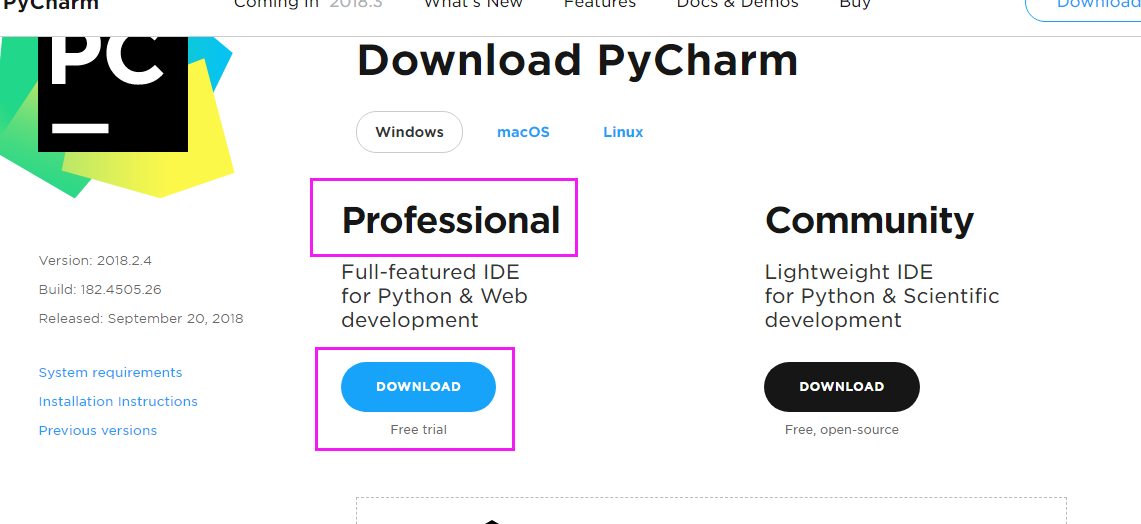 PyCharm
Coming in 2018.3 What's New Features Docs & Demos Buy Download
PC
Download PyCharm
Windows macOS Linux
Professional
Full-featured IDE
for Python & Web
development
DOWNLOAD
Free trial
Community
Lightweight IDE
for Python & Scientific
development
DOWNLOAD
Free, open-source
Version: 2018.2.4
Build: 182.4505.26
Released: September 20, 2018
System requirements
Installation Instructions
Previous versions